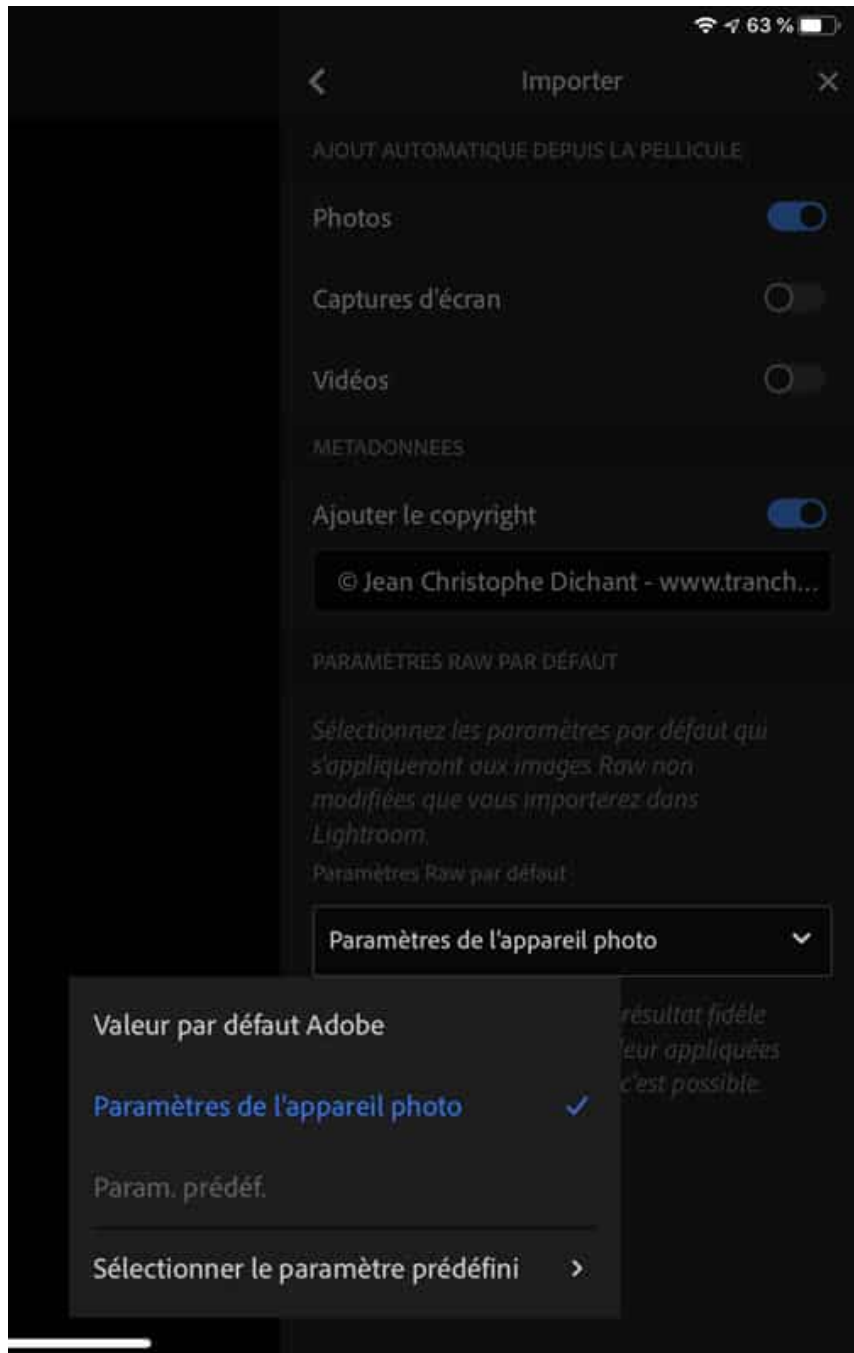 63 %
Importer
AJOUT AUTOMATIQUE DEPUIS LA PELLICULE
Photos
Captures d'écran
Vidéos
METADONNEES
Ajouter le copyright
© Jean Christophe Dichant - www.tranch...
PARAMÈTRES RAW PAR DÉFAUT
Sélectionnez les paramètres par défaut qui
s'appliqueront aux images Raw non
modifiées que vous importerez dans
Lightroom.
Paramètres Raw par défaut
Paramètres de l'appareil photo
résultat fidèle
leur appliquées
c'est possible.
Valeur par défaut Adobe
Paramètres de l'appareil photo
Param. prédéf.
Sélectionner le paramètre prédéfini